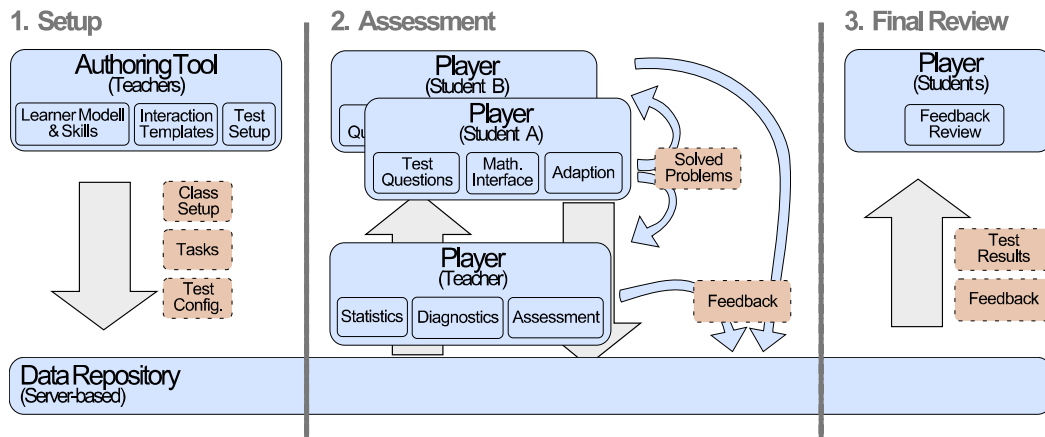 1. Setup
Authoring Tool
(Teachers)
Learner Modell
& Skills
Interaction
Templates
Test
Setup
Class
Setup
Tasks
Test
Config.
2. Assessment
Player
(Student B)
Qu
Player
(Student A)
Test
Questions
Math.
Interface
Adaption
Solved
Problems
Player
(Teacher)
Statistics
Diagnostics
Assessment
Feedback
3. Final Review
Player
(Students)
Feedback
Review
Test
Results
Feedback
Data Repository
(Server-based)